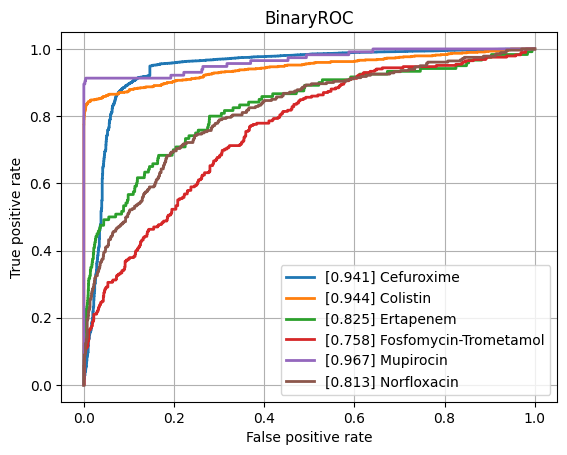 BinaryROC
True positive rate
1.0
0.8
0.6
0.4
0.2
0.0
[0.941] Cefuroxime
[0.944] Colistin
[0.825] Ertapenem
[0.758] Fosfomycin-Trometamol
[0.967] Mupirocin
[0.813] Norfloxacin
0.0 0.2 0.4 0.6 0.8 1.0
False positive rate